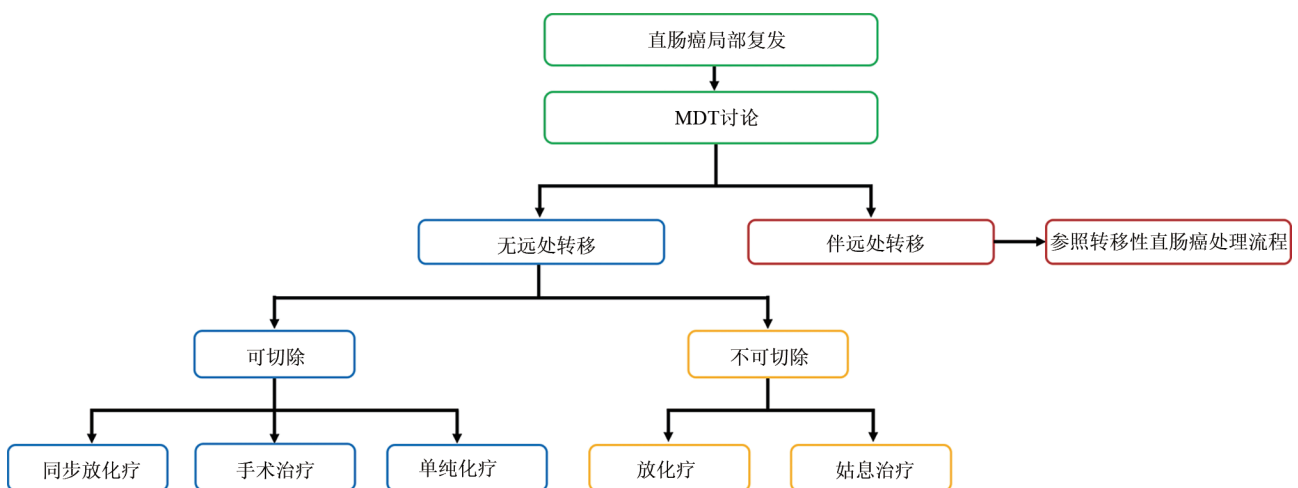 直肠癌局部复发
MDT讨论
无远处转移
伴远处转移
参照转移性直肠癌处理流程
可切除
不可切除
同步放化疗
手术治疗
单纯化疗
放化疗
姑息治疗